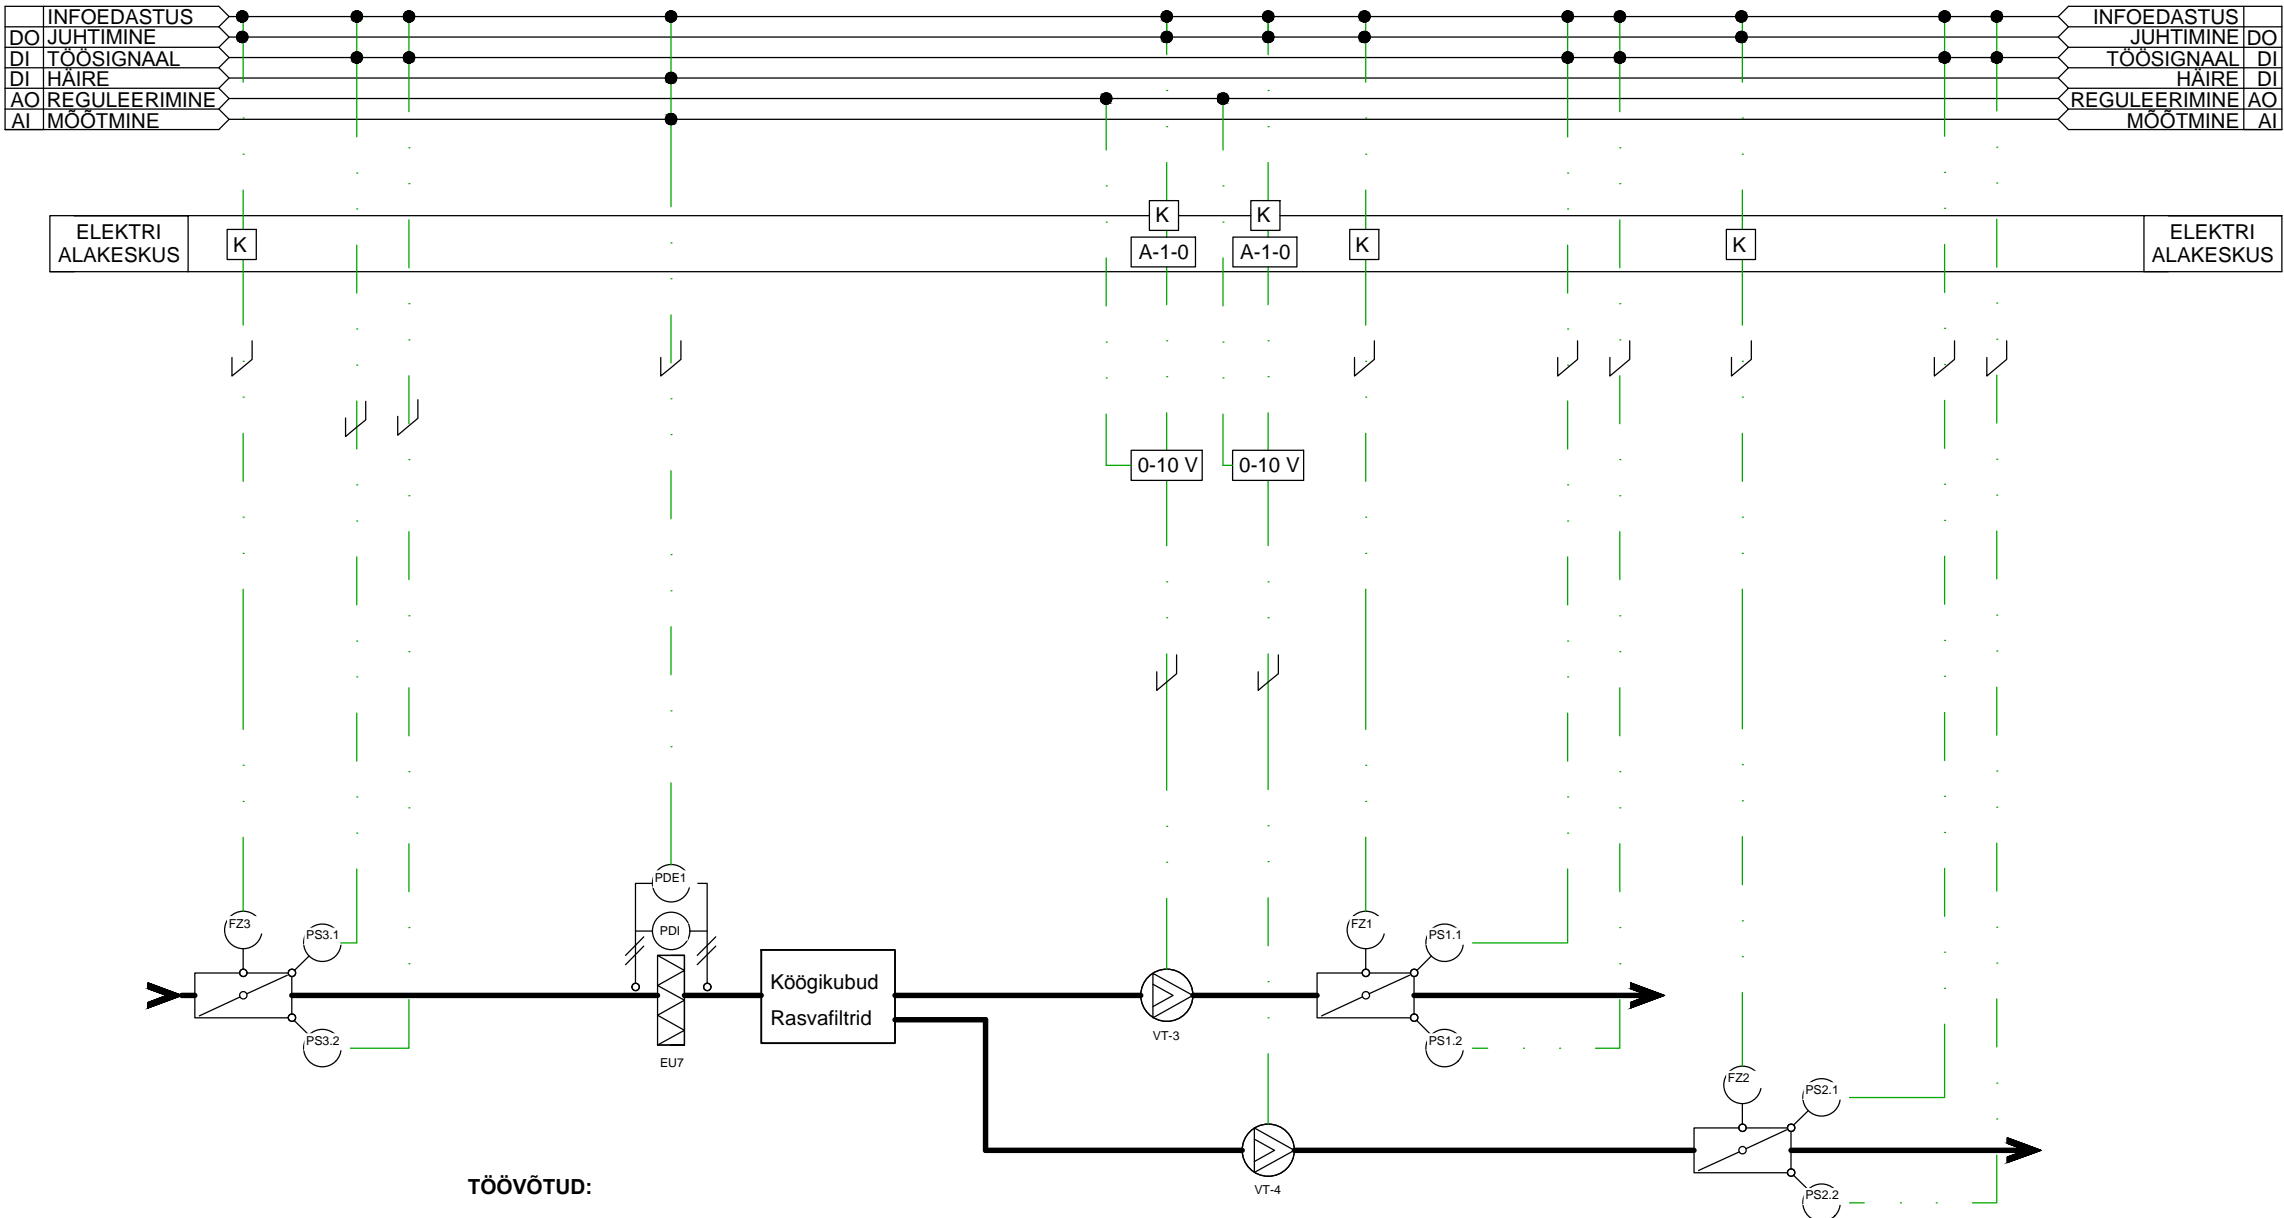 INFOEDASTUS
DO JUHTIMINE
DI TÖÖSIGNAAL
DI HÄIRE
AO REGULEERIMINE
AI MÕÕTMINE
INFOEDASTUS
JUHTIMINE DO
TÖÖSIGNAAL DI
HÄIRE DI
REGULEERIMINE AO
MÕÕTMINE AI
ELEKTRI
ALAKESKUS
K
K
A-1-0
K
A-1-0
K
K
ELEKTRI
ALAKESKUS
0-10 V
0-10 V
FZ3
PS3.1
PS3.2
PDE1
PDI
EU7
Köögikubud
Rasvafiltrid
VT-3
FZ1
PS1.1
PS1.2
VT-4
FZ2
PS2.1
PS2.2
TÖÖVÕTUD: